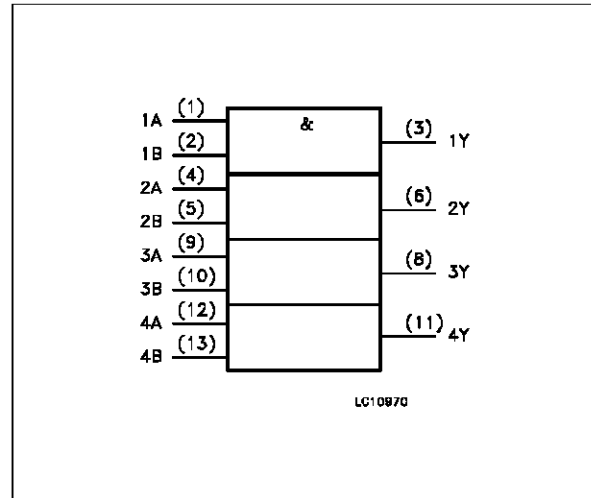 1A (1)
1B (2)
2A (4)
2B (5)
3A (9)
3B (10)
4A (12)
4B (13)
&
(3) 1Y
(6) 2Y
(8) 3Y
(11) 4Y
LC10970